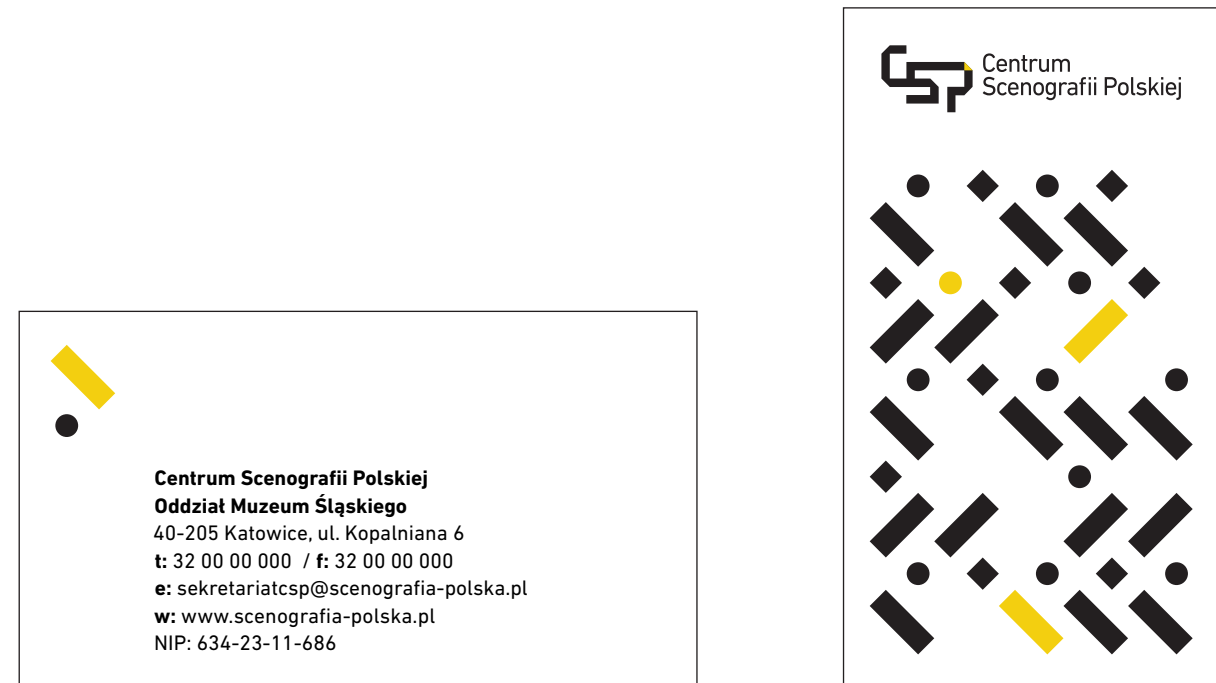 CSP
Centrum
Scenografii Polskiej
Centrum Scenografii Polskiej
Oddział Muzeum Śląskiego
40-205 Katowice, ul. Kopalniana 6
t: 32 00 00 000 / f: 32 00 00 000
e: sekretariatcsp@scenografia-polska.pl
w: www.scenografia-polska.pl
NIP: 634-23-11-686